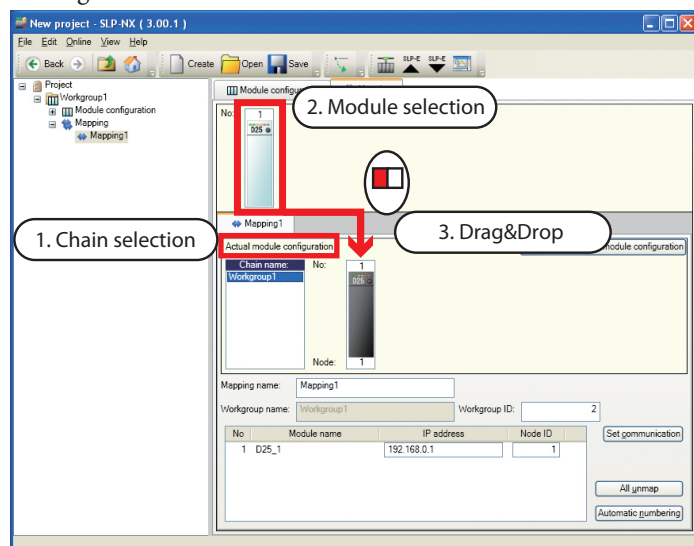 New project - SLP-NX ( 3.00.1 )
File Edit Online View Help
Back Create Open Save SLP-E SLP-E
Project
Workgroup1
Module configuration
Mapping
Mapping1
Module configu
No: 1
D25
2. Module selection
1. Chain selection
3. Drag&Drop
Mapping1
Actual module configuration
module configuration
Chain name: No: 1
Workgroup1
D25
Node: 1
Mapping name: Mapping1
Workgroup name: Workgroup1 Workgroup ID: 2
No Module name IP address Node ID
1 D25_1 192.168.0.1 1
Set communication
All unmap
Automatic numbering